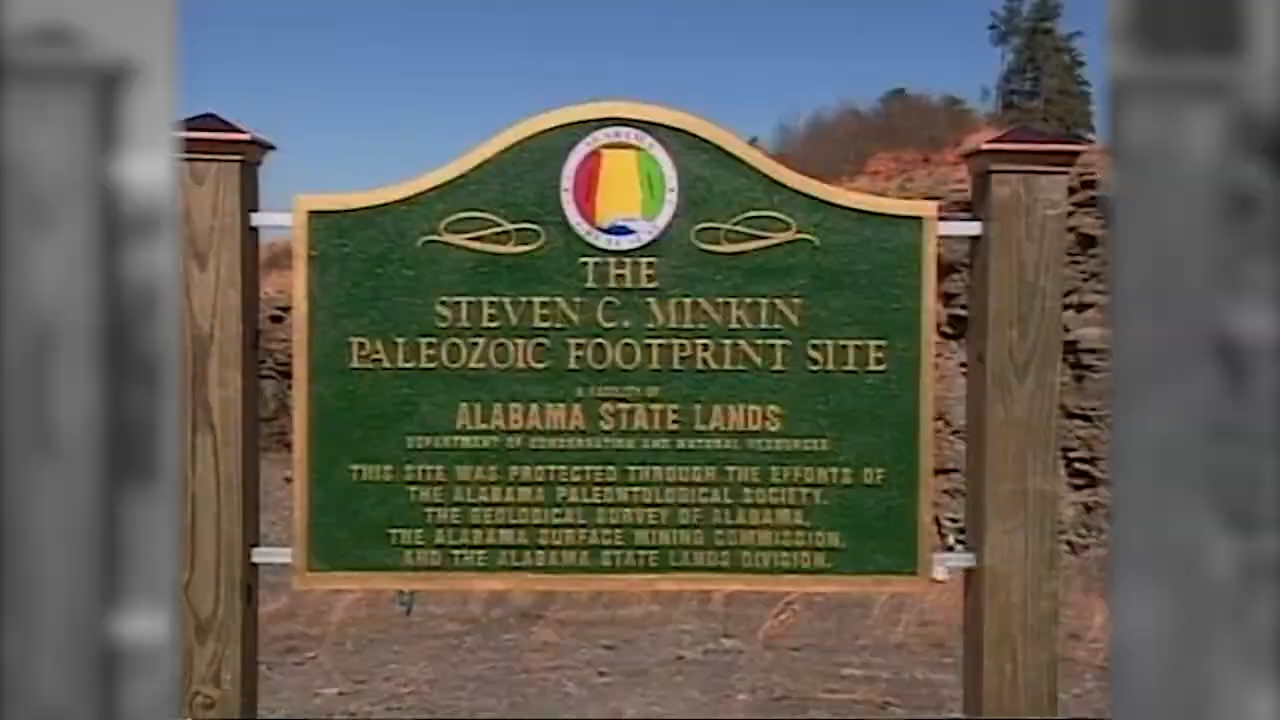 THE
STEVEN C. MINKIN
PALEOZOIC FOOTPRINT SITE
A FACILITY OF
ALABAMA STATE LANDS
DEPARTMENT OF CONSERVATION AND NATURAL RESOURCES
THIS SITE WAS PROTECTED THROUGH THE EFFORTS OF
THE ALABAMA PALEONTOLOGICAL SOCIETY,
THE GEOLOGICAL SURVEY OF ALABAMA,
THE ALABAMA SURFACE MINING COMMISSION,
AND THE ALABAMA STATE LANDS DIVISION.